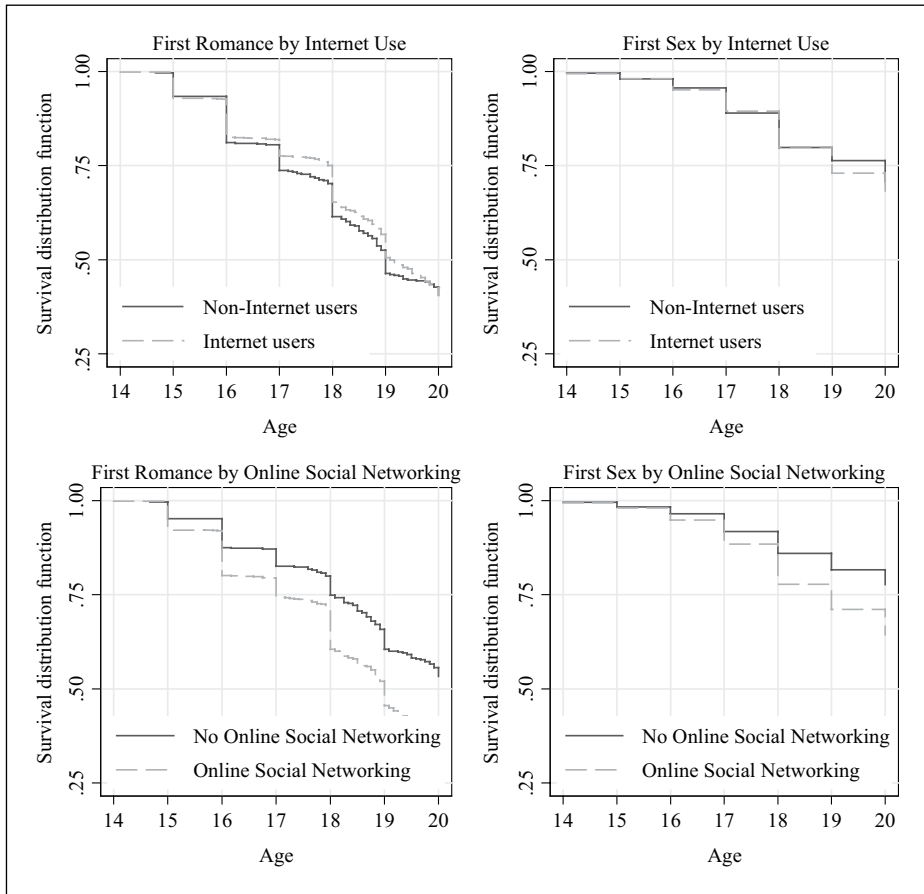 First Romance by Internet Use
Survival distribution function
1.00
.75
.50
.25
Non-Internet users
Internet users
14 15 16 17 18 19 20
Age
First Sex by Internet Use
Survival distribution function
1.00
.75
.50
.25
Non-Internet users
Internet users
14 15 16 17 18 19 20
Age
First Romance by Online Social Networking
Survival distribution function
1.00
.75
.50
.25
No Online Social Networking
Online Social Networking
14 15 16 17 18 19 20
Age
First Sex by Online Social Networking
Survival distribution function
1.00
.75
.50
.25
No Online Social Networking
Online Social Networking
14 15 16 17 18 19 20
Age